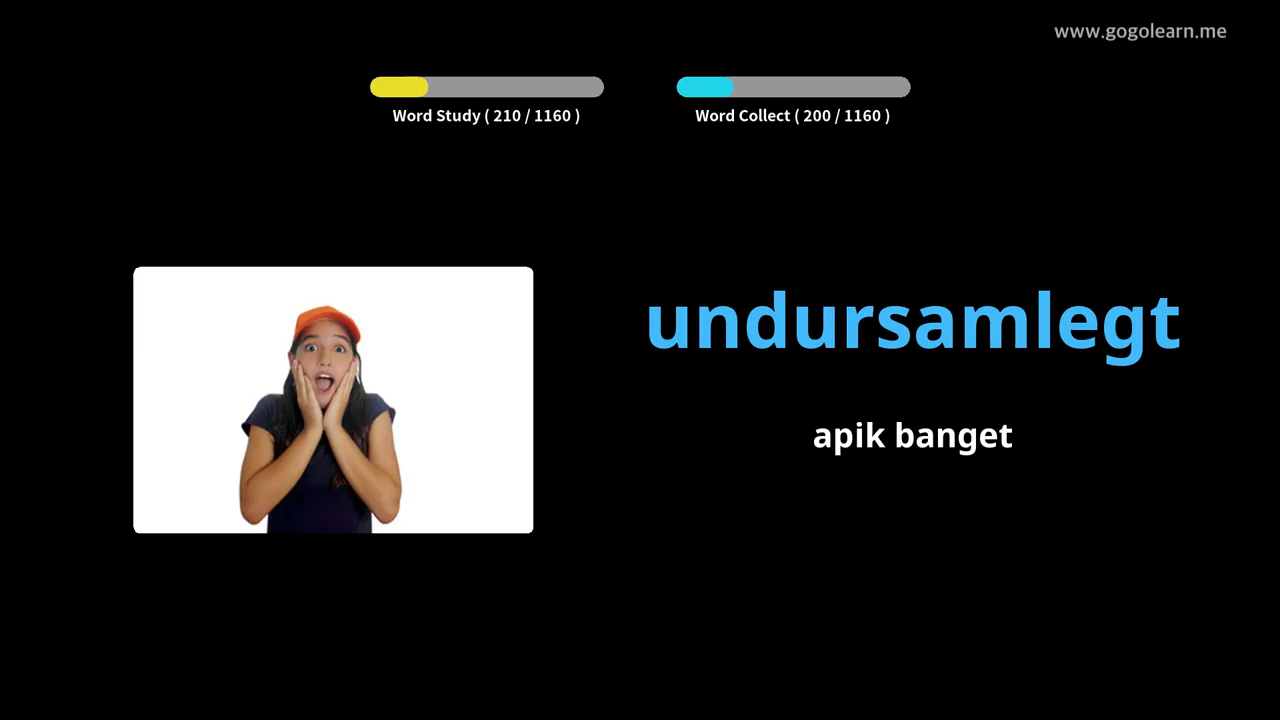 www.gogolearn.me
Word Study ( 210 / 1160 )
Word Collect ( 200 / 1160 )
undursamlegt
apik banget